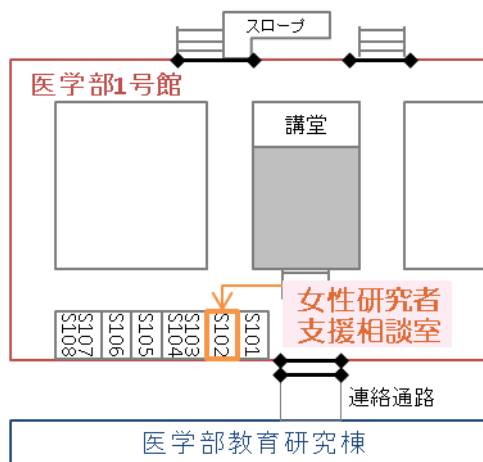 スロープ
医学部1号館
講堂
女性研究者
支援相談室
S108
S107
S106
S105
S104
S103
S102
S101
連絡通路
医学部教育研究棟